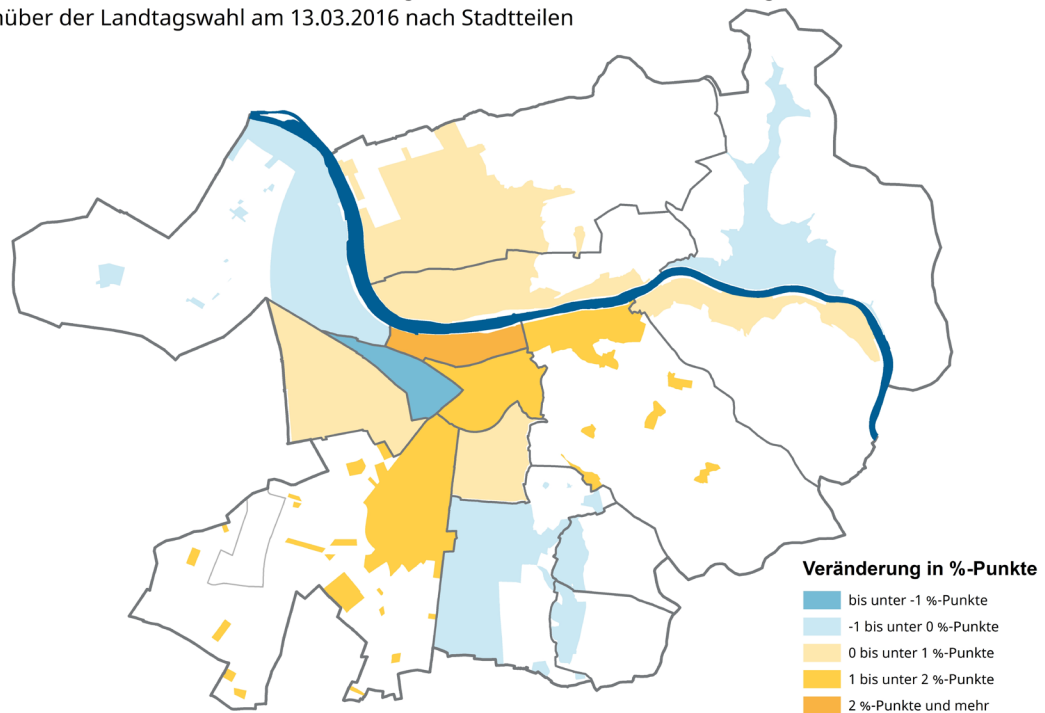 über der Landtagswahl am 13.03.2016 nach Stadtteilen
Veränderung in %-Punkte
bis unter -1 %-Punkte
-1 bis unter 0 %-Punkte
0 bis unter 1 %-Punkte
1 bis unter 2 %-Punkte
2 %-Punkte und mehr